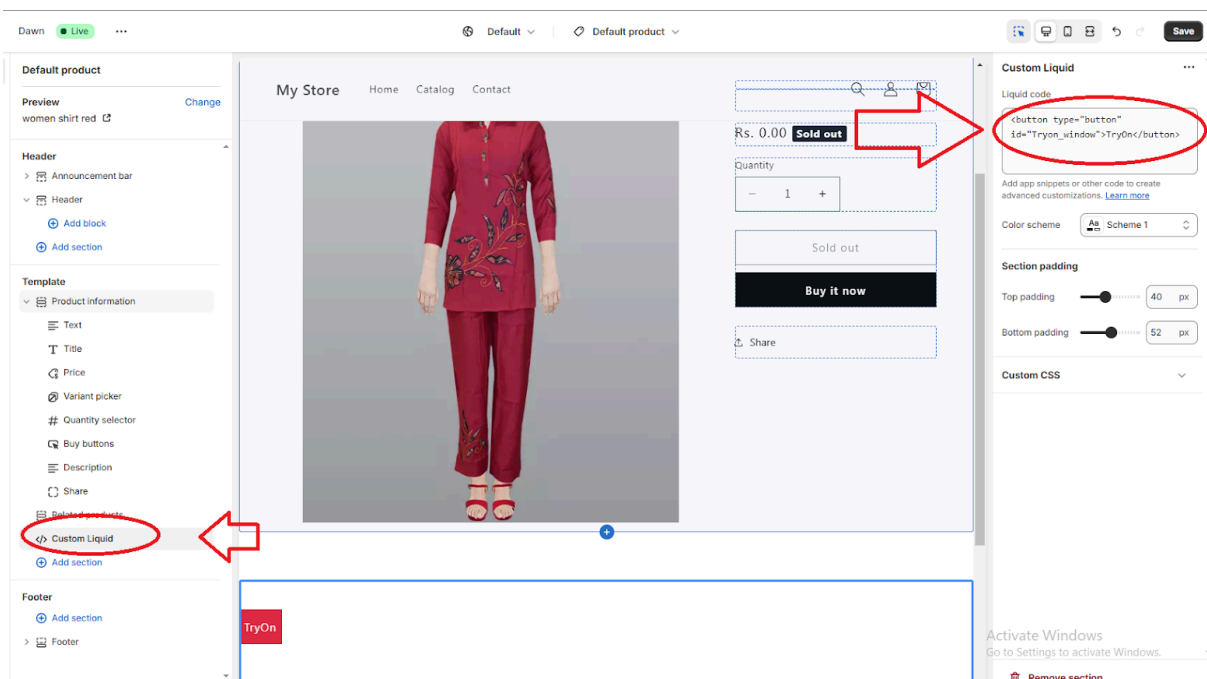 Dawn Live ...
Default Default product
Save
Default product
Preview Change
women shirt red
Header
Announcement bar
Header
Add block
Add section
Template
Product information
Text
Title
Price
Variant picker
Quantity selector
Buy buttons
Description
Share
Related products
Custom Liquid
Add section
Footer
Add section
Footer
My Store Home Catalog Contact
Rs. 0.00 Sold out
Quantity
− 1 +
Sold out
Buy it now
Share
TryOn
Custom Liquid ...
Liquid code
<button type="button"
id="Tryon_window">TryOn</button>
Add app snippets or other code to create
advanced customizations. Learn more
Color scheme Aa Scheme 1
Section padding
Top padding 40 px
Bottom padding 52 px
Custom CSS
Activate Windows
Go to Settings to activate Windows.
Remove section